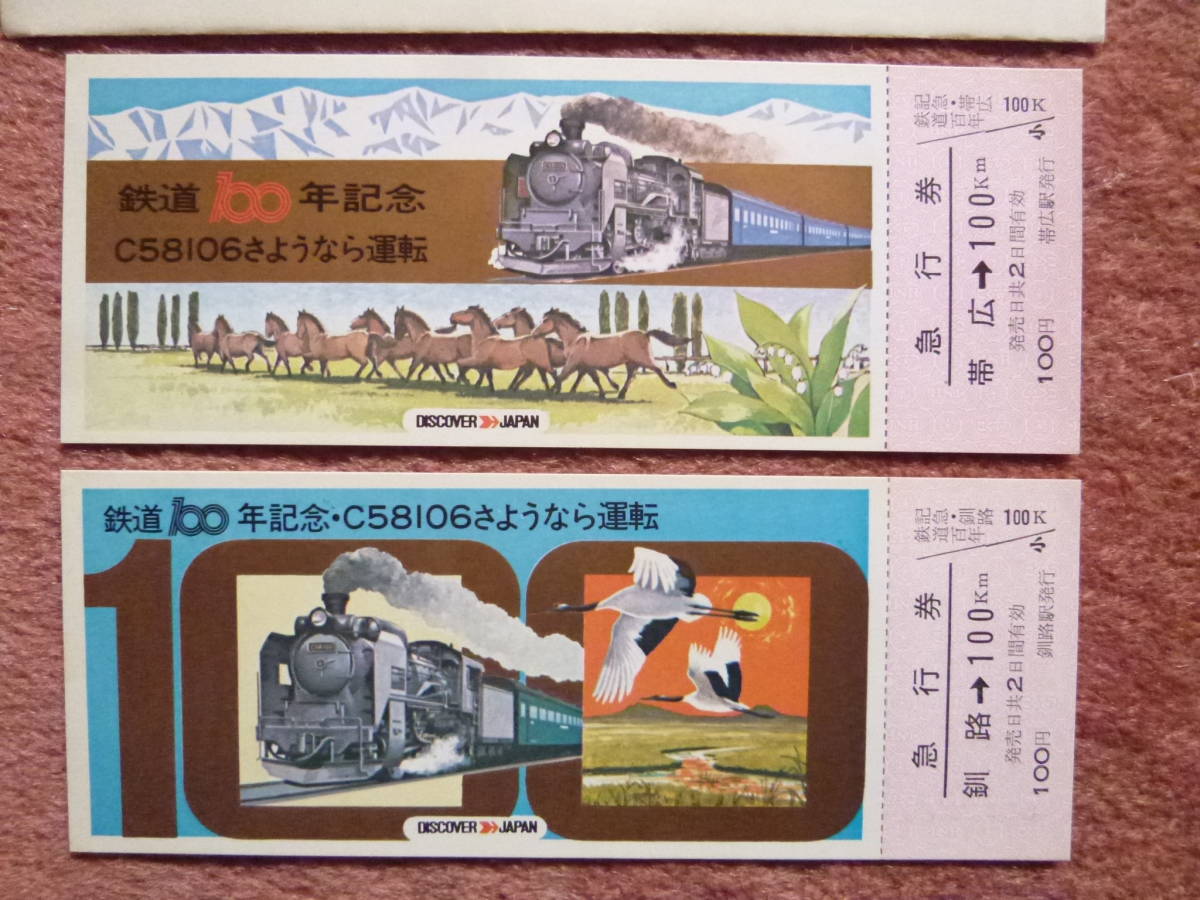 鉄道100年記念
C58106さようなら運転
DISCOVER JAPAN
鉄道百年
記急・帯広
100K
小
急行券
帯広→100Km
発売日共2日間有効
100円
帯広駅発行
鉄道100年記念・C58106さようなら運転
100
DISCOVER JAPAN
鉄道百年
記急・釧路
100K
小
急行券
釧路→100Km
発売日共2日間有効
100円
釧路駅発行